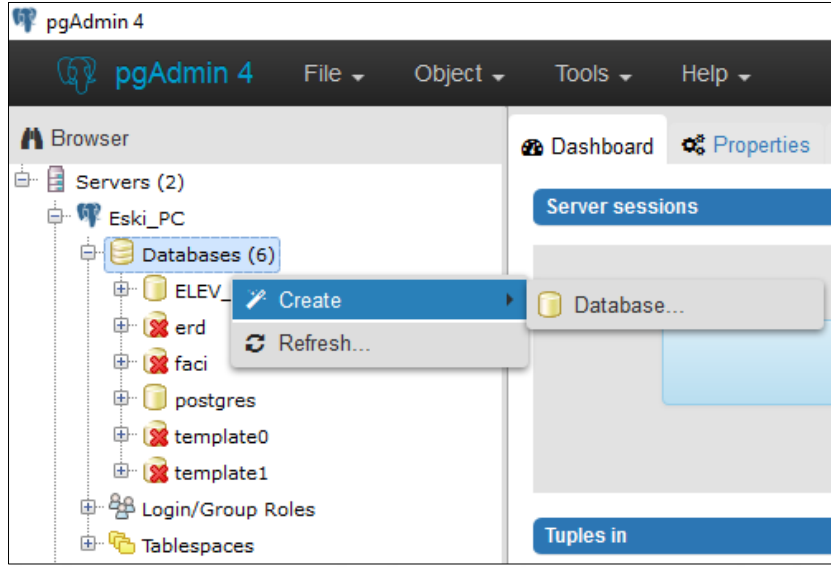 pgAdmin 4
pgAdmin 4 File Object Tools Help
Browser
Dashboard Properties
Servers (2)
Eski_PC
Server sessions
Databases (6)
ELEV_
Create
Database...
erd
Refresh...
faci
postgres
template0
template1
Login/Group Roles
Tuples in
Tablespaces